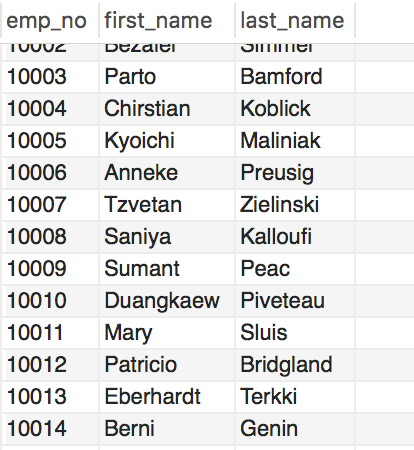 emp_no first_name last_name
10002 Bezalel Simmel
10003 Parto Bamford
10004 Chirstian Koblick
10005 Kyoichi Maliniak
10006 Anneke Preusig
10007 Tzvetan Zielinski
10008 Saniya Kalloufi
10009 Sumant Peac
10010 Duangkaew Piveteau
10011 Mary Sluis
10012 Patricio Bridgland
10013 Eberhardt Terkki
10014 Berni Genin